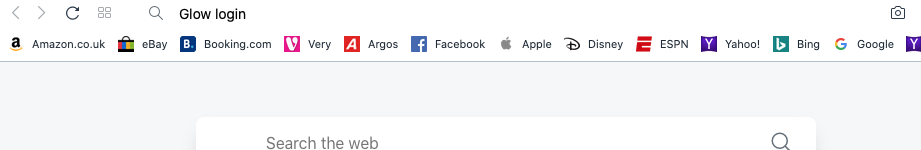 Glow login
Amazon.co.uk eBay B. Booking.com Very Argos Facebook Apple Disney ESPN Yahoo! Bing Google
Search the web